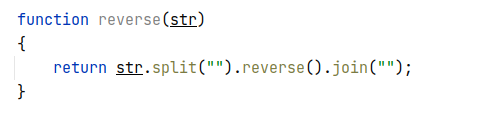 function reverse(str)
{
    return str.split("").reverse().join("");
}